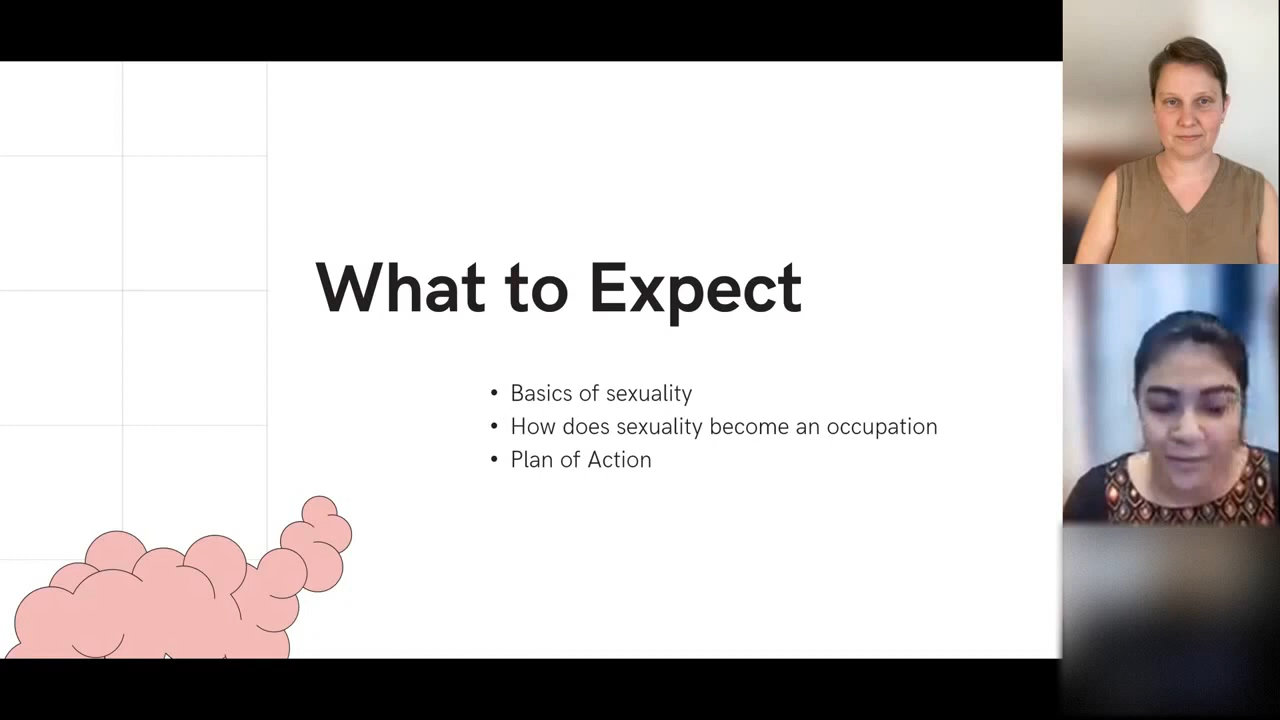 What to Expect
• Basics of sexuality
• How does sexuality become an occupation
• Plan of Action